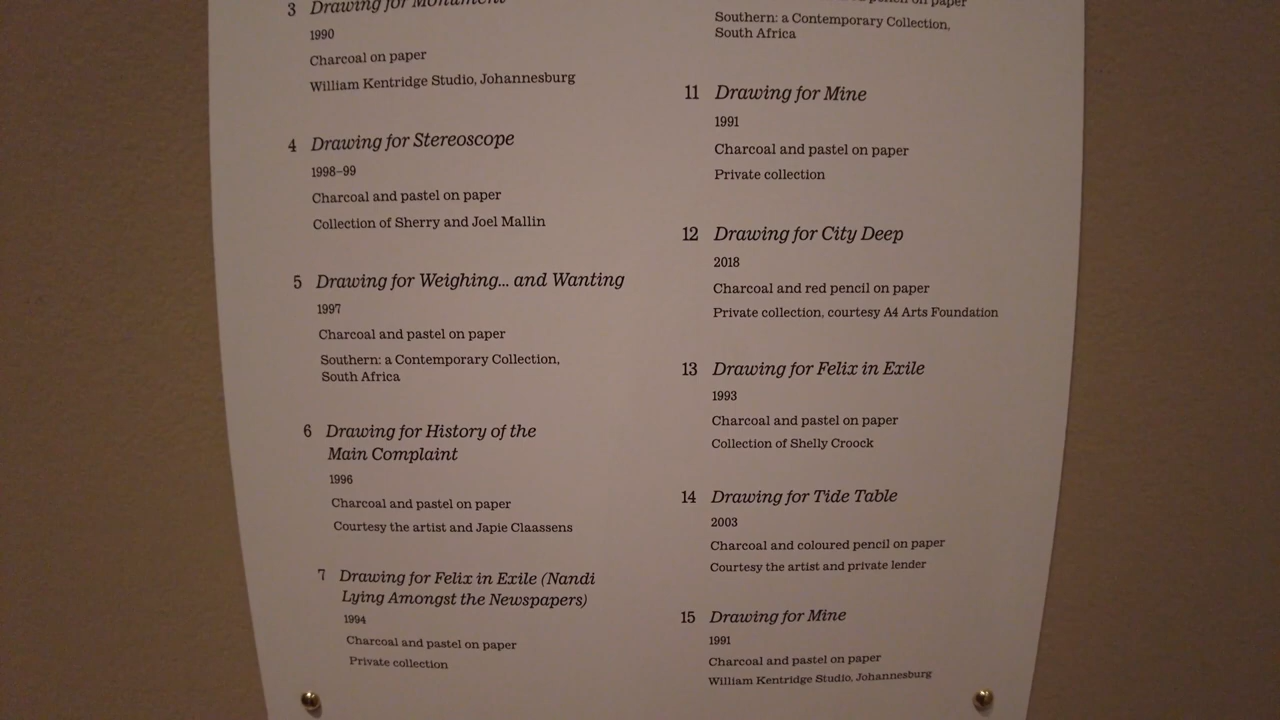 3 Drawing for Monument
1990
Charcoal on paper
William Kentridge Studio, Johannesburg
4 Drawing for Stereoscope
1998–99
Charcoal and pastel on paper
Collection of Sherry and Joel Mallin
5 Drawing for Weighing... and Wanting
1997
Charcoal and pastel on paper
Southern: a Contemporary Collection,
South Africa
6 Drawing for History of the
Main Complaint
1996
Charcoal and pastel on paper
Courtesy the artist and Japie Claassens
7 Drawing for Felix in Exile (Nandi
Lying Amongst the Newspapers)
1994
Charcoal and pastel on paper
Private collection
pencil on paper
Southern: a Contemporary Collection,
South Africa
11 Drawing for Mine
1991
Charcoal and pastel on paper
Private collection
12 Drawing for City Deep
2018
Charcoal and red pencil on paper
Private collection, courtesy A4 Arts Foundation
13 Drawing for Felix in Exile
1993
Charcoal and pastel on paper
Collection of Shelly Croock
14 Drawing for Tide Table
2003
Charcoal and coloured pencil on paper
Courtesy the artist and private lender
15 Drawing for Mine
1991
Charcoal and pastel on paper
William Kentridge Studio, Johannesburg